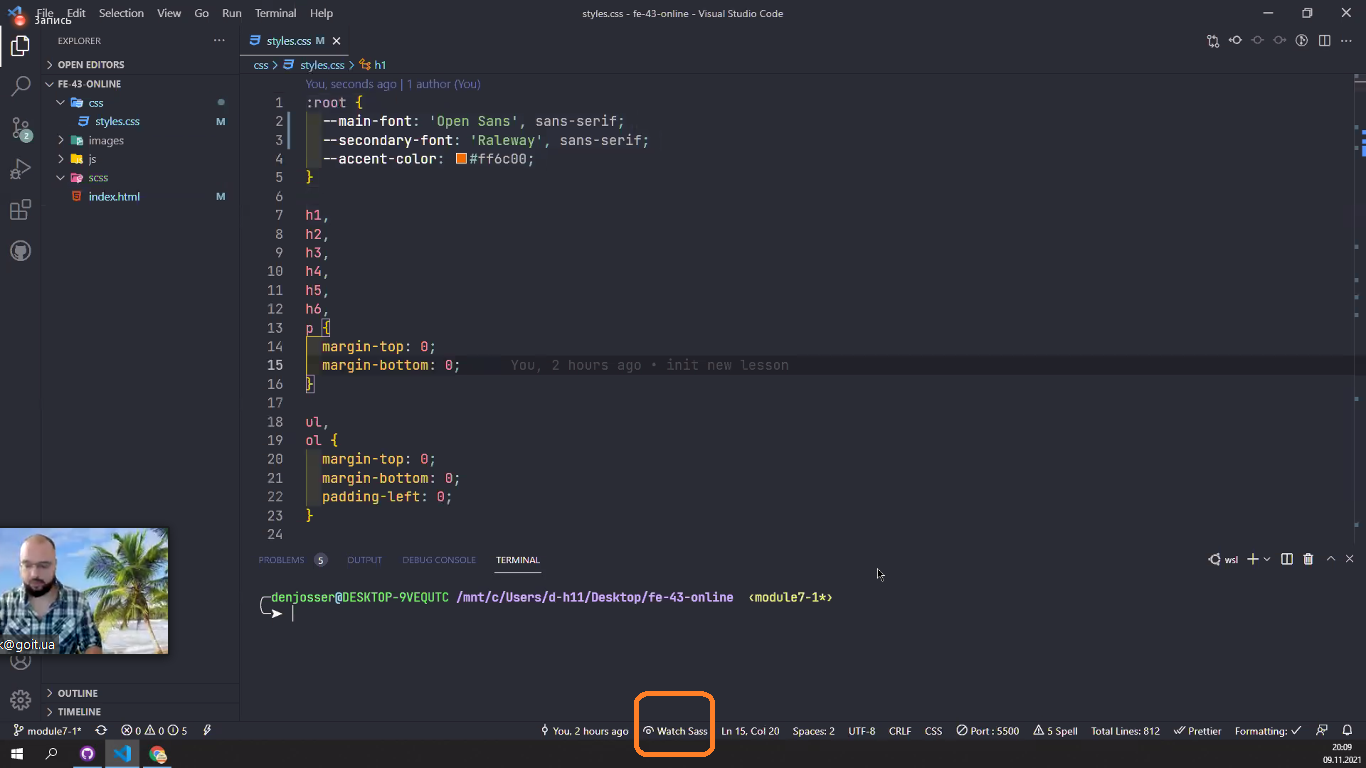 File Edit Selection View Go Run Terminal Help
styles.css - fe-43-online - Visual Studio Code
Запись
EXPLORER
styles.css M
OPEN EDITORS
css > styles.css > h1
FE-43-ONLINE
css
styles.css M
images
js
scss
index.html M
2
You, seconds ago | 1 author (You)
1 :root {
2 --main-font: 'Open Sans', sans-serif;
3 --secondary-font: 'Raleway', sans-serif;
4 --accent-color: #ff6c00;
5 }
6
7 h1,
8 h2,
9 h3,
10 h4,
11 h5,
12 h6,
13 p {
14 margin-top: 0;
15 margin-bottom: 0; You, 2 hours ago • init new lesson
16 }
17
18 ul,
19 ol {
20 margin-top: 0;
21 margin-bottom: 0;
22 padding-left: 0;
23 }
24
PROBLEMS 5 OUTPUT DEBUG CONSOLE TERMINAL
wsl
denjosser@DESKTOP-9VEQUTC /mnt/c/Users/d-h11/Desktop/fe-43-online ‹module7-1*›
k@goit.ua
OUTLINE
TIMELINE
module7-1* 0 0 5 You, 2 hours ago Watch Sass Ln 15, Col 20 Spaces: 2 UTF-8 CRLF CSS Port : 5500 5 Spell Total Lines: 812 Prettier Formating:
20:09
09.11.2021